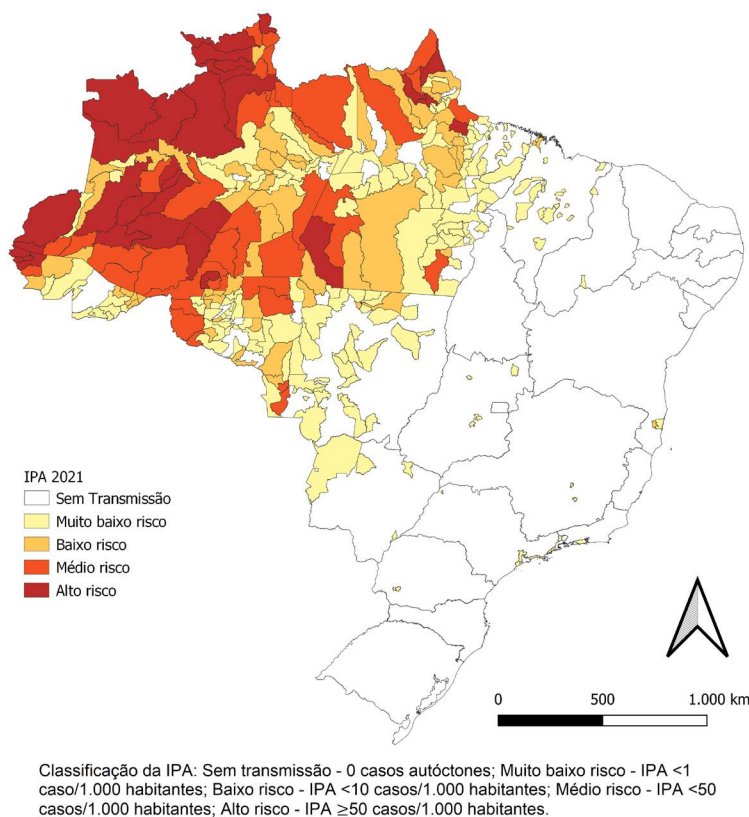 IPA 2021
Sem Transmissão
Muito baixo risco
Baixo risco
Médio risco
Alto risco
0 500 1.000 km
Classificação da IPA: Sem transmissão - 0 casos autóctones; Muito baixo risco - IPA <1
caso/1.000 habitantes; Baixo risco - IPA <10 casos/1.000 habitantes; Médio risco - IPA <50
casos/1.000 habitantes; Alto risco - IPA ≥50 casos/1.000 habitantes.